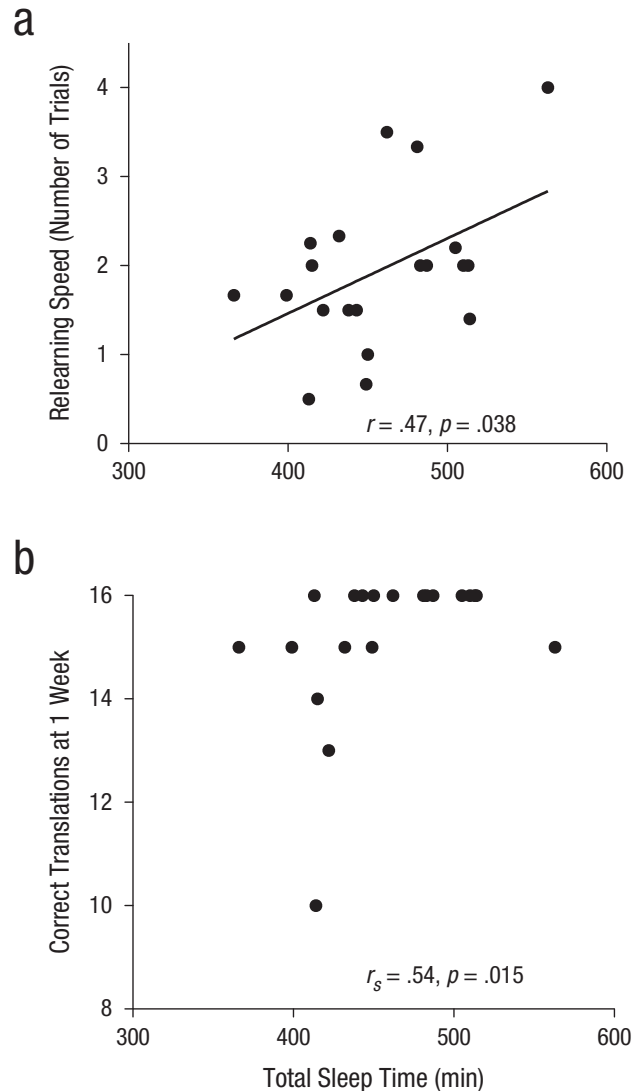 a
Relearning Speed (Number of Trials)
4
3
2
1
0
r = .47, p = .038
300 400 500 600
b
Correct Translations at 1 Week
16
14
12
10
8
rs = .54, p = .015
300 400 500 600
Total Sleep Time (min)